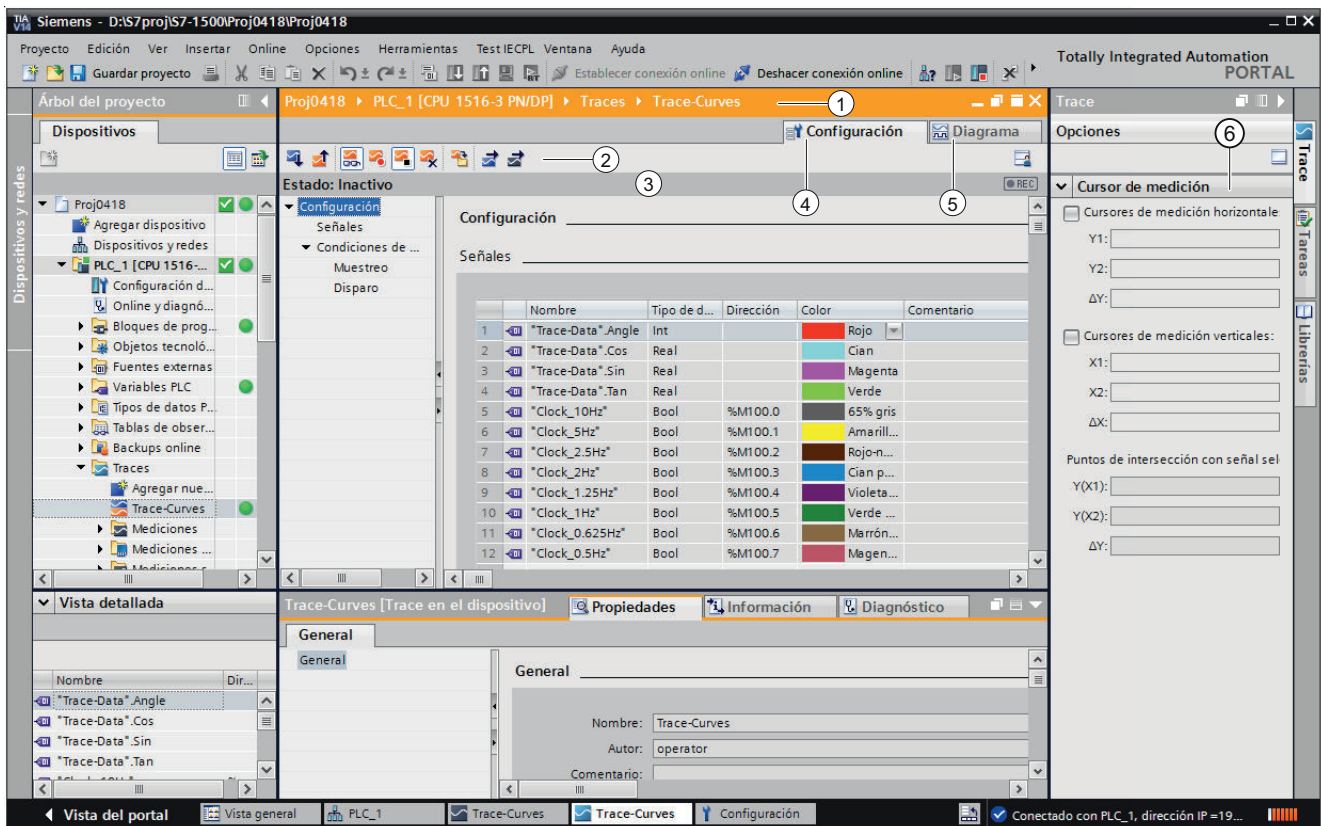 TIA V14 Siemens - D:\S7proj\S7-1500\Proj0418\Proj0418
Proyecto Edición Ver Insertar Online Opciones Herramientas Test IECPL Ventana Ayuda
Guardar proyecto Establecer conexión online Deshacer conexión online
Totally Integrated Automation
PORTAL
Árbol del proyecto
Dispositivos
Dispositivos y redes
Proj0418
Agregar dispositivo
Dispositivos y redes
PLC_1 [CPU 1516-...
Configuración d...
Online y diagnó...
Bloques de prog...
Objetos tecnoló...
Fuentes externas
Variables PLC
Tipos de datos P...
Tablas de obser...
Backups online
Traces
Agregar nue...
Trace-Curves
Mediciones
Mediciones ...
Vista detallada
Nombre Dir...
"Trace-Data".Angle
"Trace-Data".Cos
"Trace-Data".Sin
"Trace-Data".Tan
Proj0418 PLC_1 [CPU 1516-3 PN/DP] Traces Trace-Curves
1
Configuración Diagrama
2
Estado: Inactivo
3
REC
4
5
Configuración
Señales
Condiciones de ...
Muestreo
Disparo
Configuración
Señales
Nombre Tipo de d... Dirección Color Comentario
1 "Trace-Data".Angle Int Rojo
2 "Trace-Data".Cos Real Cian
3 "Trace-Data".Sin Real Magenta
4 "Trace-Data".Tan Real Verde
5 "Clock_10Hz" Bool %M100.0 65% gris
6 "Clock_5Hz" Bool %M100.1 Amarill...
7 "Clock_2.5Hz" Bool %M100.2 Rojo-n...
8 "Clock_2Hz" Bool %M100.3 Cian p...
9 "Clock_1.25Hz" Bool %M100.4 Violeta...
10 "Clock_1Hz" Bool %M100.5 Verde ...
11 "Clock_0.625Hz" Bool %M100.6 Marrón...
12 "Clock_0.5Hz" Bool %M100.7 Magen...
Trace-Curves [Trace en el dispositivo] Propiedades Información Diagnóstico
General
General
General
Nombre: Trace-Curves
Autor: operator
Comentario:
Trace
Opciones
6
Cursor de medición
Cursores de medición horizontale
Y1:
Y2:
ΔY:
Cursores de medición verticales:
X1:
X2:
ΔX:
Puntos de intersección con señal sel
Y(X1):
Y(X2):
ΔY:
Trace
Tareas
Librerías
Vista del portal Vista general PLC_1 Trace-Curves Trace-Curves Configuración Conectado con PLC_1, dirección IP =19...